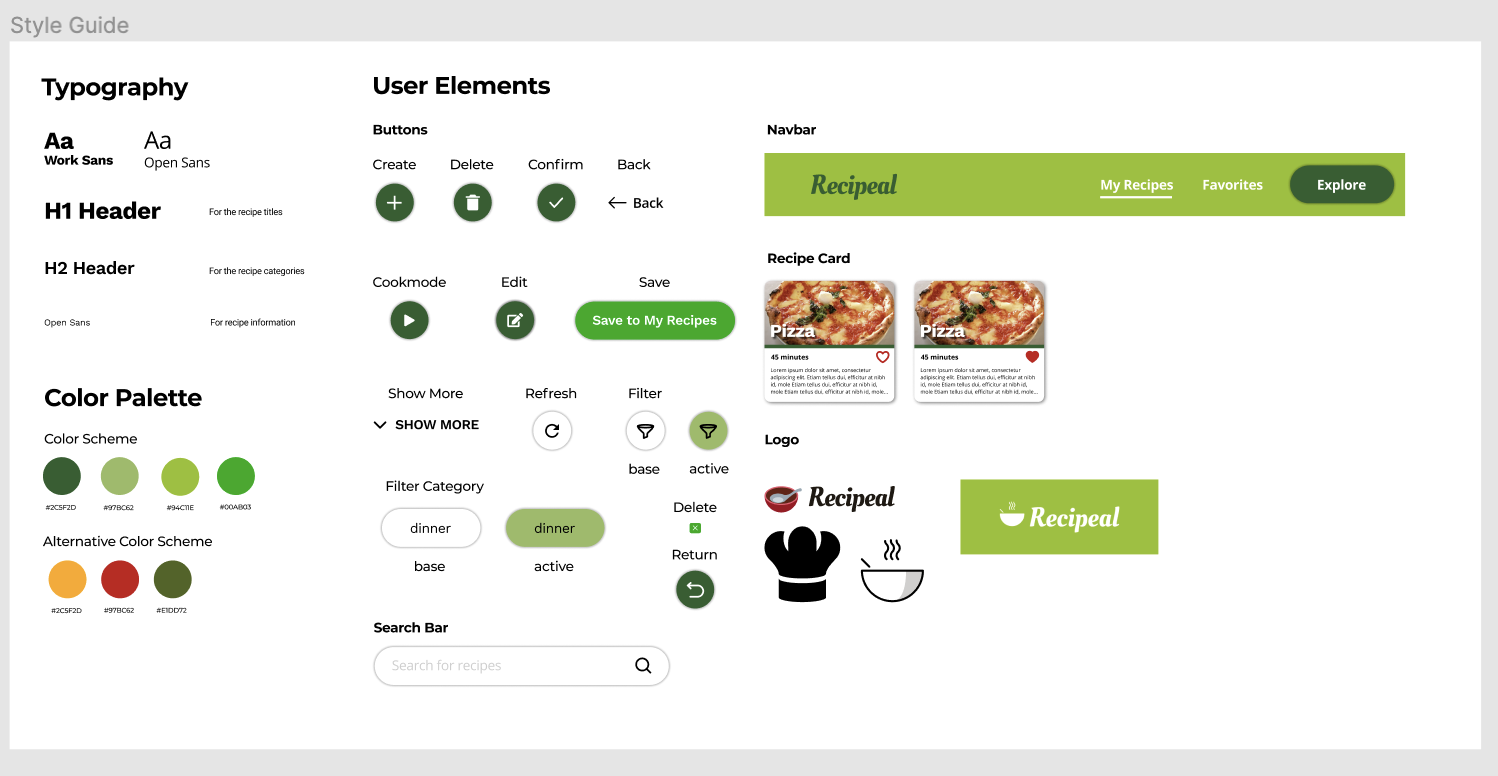 Style Guide
Typography
Aa
Work Sans
Aa
Open Sans
H1 Header
For the recipe titles
H2 Header
For the recipe categories
Open Sans
For recipe information
Color Palette
Color Scheme
#2C5F2D
#97BC62
#94C11E
#00AB03
Alternative Color Scheme
#2C5F2D
#97BC62
#E1DD72
User Elements
Buttons
Create
Delete
Confirm
Back
Back
Cookmode
Edit
Save
Save to My Recipes
Show More
Refresh
Filter
SHOW MORE
base
active
Filter Category
dinner
dinner
base
active
Delete
Return
Search Bar
Search for recipes
Navbar
Recipeal
My Recipes
Favorites
Explore
Recipe Card
Pizza
45 minutes
Lorem ipsum dolor sit amet, consectetur
adipiscing elit. Etiam tellus dui, efficitur at nibh
id, mole Etiam tellus dui, efficitur at nibh id,
mole Etiam tellus dui, efficitur at nibh id, mole...
Pizza
45 minutes
Lorem ipsum dolor sit amet, consectetur
adipiscing elit. Etiam tellus dui, efficitur at nibh
id, mole Etiam tellus dui, efficitur at nibh id,
mole Etiam tellus dui, efficitur at nibh id, mole...
Logo
Recipeal
Recipeal